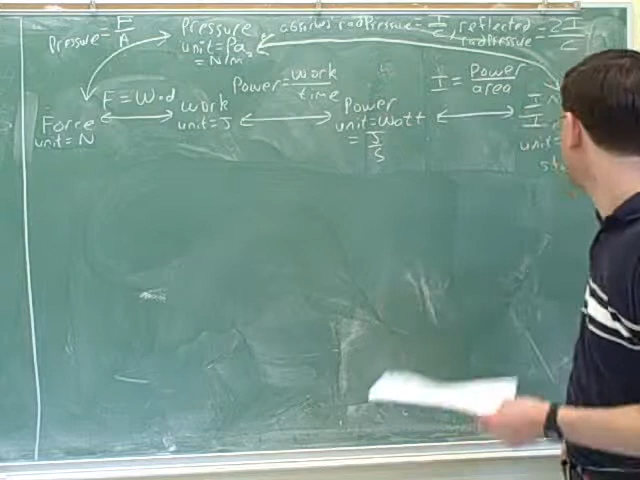 Pressure = F/A
Pressure
unit = Pa
= N/m²
absorbed radPressure = I/c, reflected radPressure = 2I/c
F = W·d
Work
unit = J
Power = work/time
Power
unit = Watt
= J/s
I = Power/area
Force
unit = N
I
unit =